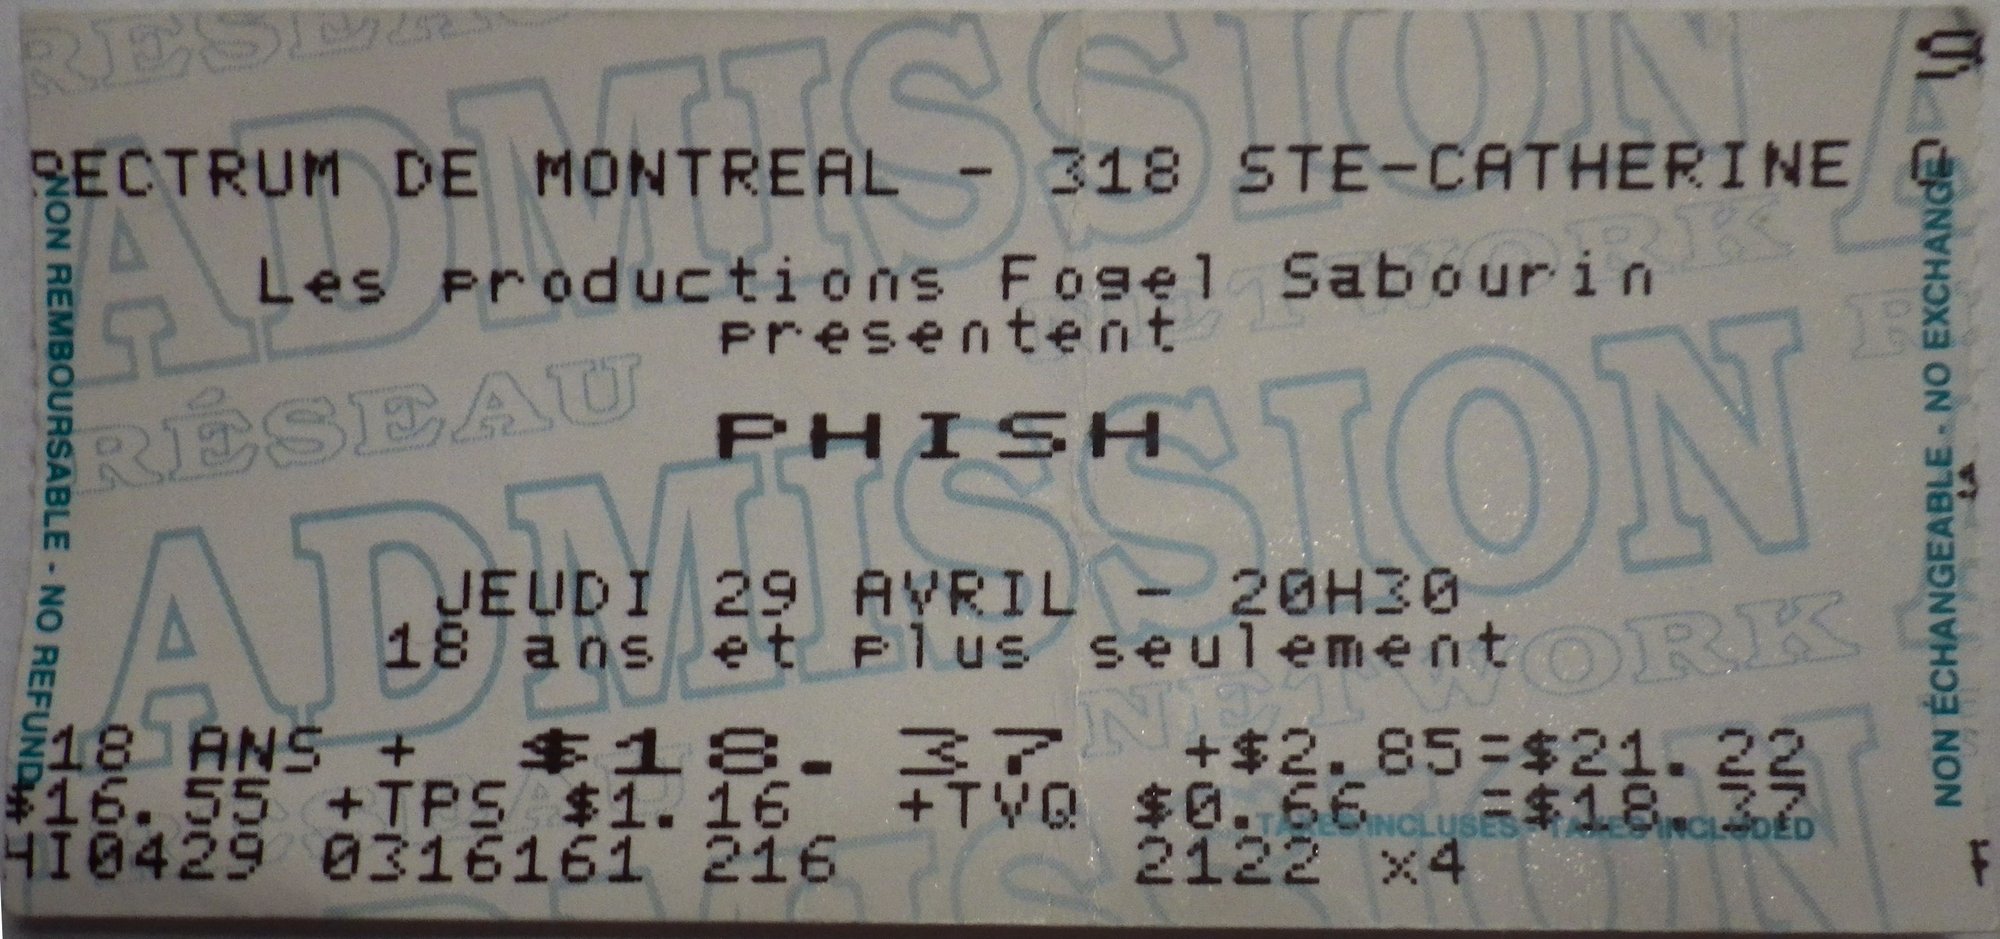 RÉSEAU
ADMISSION
PECTRUM DE MONTREAL - 318 STE-CATHERINE
Les productions Fogel Sabourin
presentent
NETWORK
RÉSEAU
PHISH
ADMISSION
JEUDI 29 AVRIL - 20H30
18 ans et plus seulement
NETWORK
18 ANS + $18.37 +$2.85=$21.22
$16.55 +TPS $1.16 +TVQ $0.66 =$18.37
TAXES INCLUSES - TAXES INCLUDED
HI0429 0316161 216 2122 x4
NON REMBOURSABLE - NO REFUND
NON ÉCHANGEABLE - NO EXCHANGE